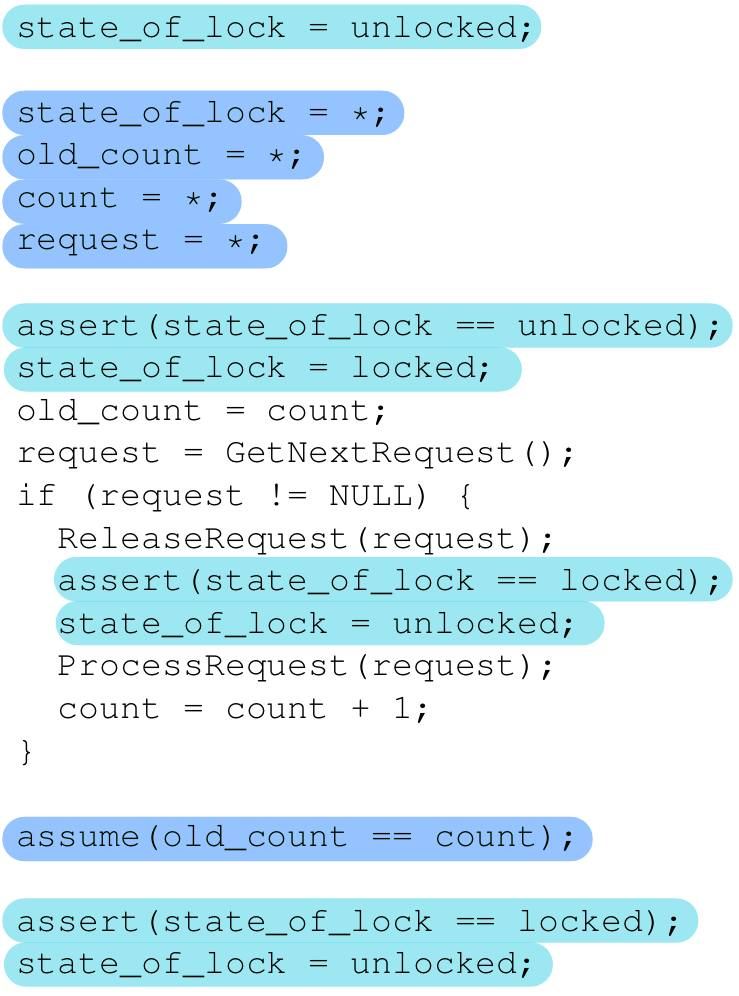 state_of_lock = unlocked;
state_of_lock = *;
old_count = *;
count = *;
request = *;
assert(state_of_lock == unlocked);
state_of_lock = locked;
old_count = count;
request = GetNextRequest();
if (request != NULL) {
ReleaseRequest(request);
assert(state_of_lock == locked);
state_of_lock = unlocked;
ProcessRequest(request);
count = count + 1;
}
assume(old_count == count);
assert(state_of_lock == locked);
state_of_lock = unlocked;